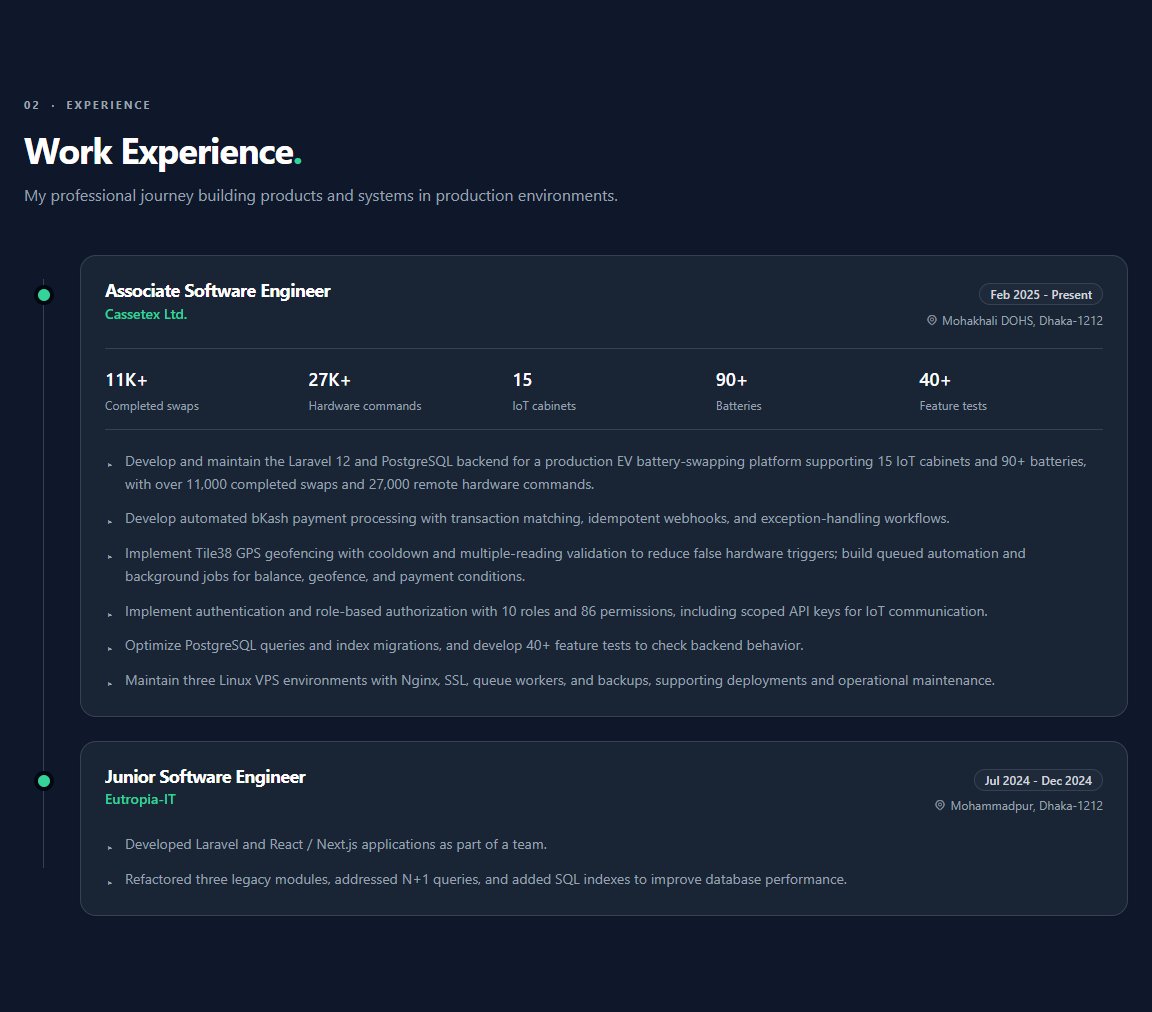 02 · EXPERIENCE
Work Experience.
My professional journey building products and systems in production environments.
Associate Software Engineer
Cassetex Ltd.
Feb 2025 - Present
Mohakhali DOHS, Dhaka-1212
11K+
Completed swaps
27K+
Hardware commands
15
IoT cabinets
90+
Batteries
40+
Feature tests
Develop and maintain the Laravel 12 and PostgreSQL backend for a production EV battery-swapping platform supporting 15 IoT cabinets and 90+ batteries,
with over 11,000 completed swaps and 27,000 remote hardware commands.
Develop automated bKash payment processing with transaction matching, idempotent webhooks, and exception-handling workflows.
Implement Tile38 GPS geofencing with cooldown and multiple-reading validation to reduce false hardware triggers; build queued automation and
background jobs for balance, geofence, and payment conditions.
Implement authentication and role-based authorization with 10 roles and 86 permissions, including scoped API keys for IoT communication.
Optimize PostgreSQL queries and index migrations, and develop 40+ feature tests to check backend behavior.
Maintain three Linux VPS environments with Nginx, SSL, queue workers, and backups, supporting deployments and operational maintenance.
Junior Software Engineer
Eutropia-IT
Jul 2024 - Dec 2024
Mohammadpur, Dhaka-1212
Developed Laravel and React / Next.js applications as part of a team.
Refactored three legacy modules, addressed N+1 queries, and added SQL indexes to improve database performance.